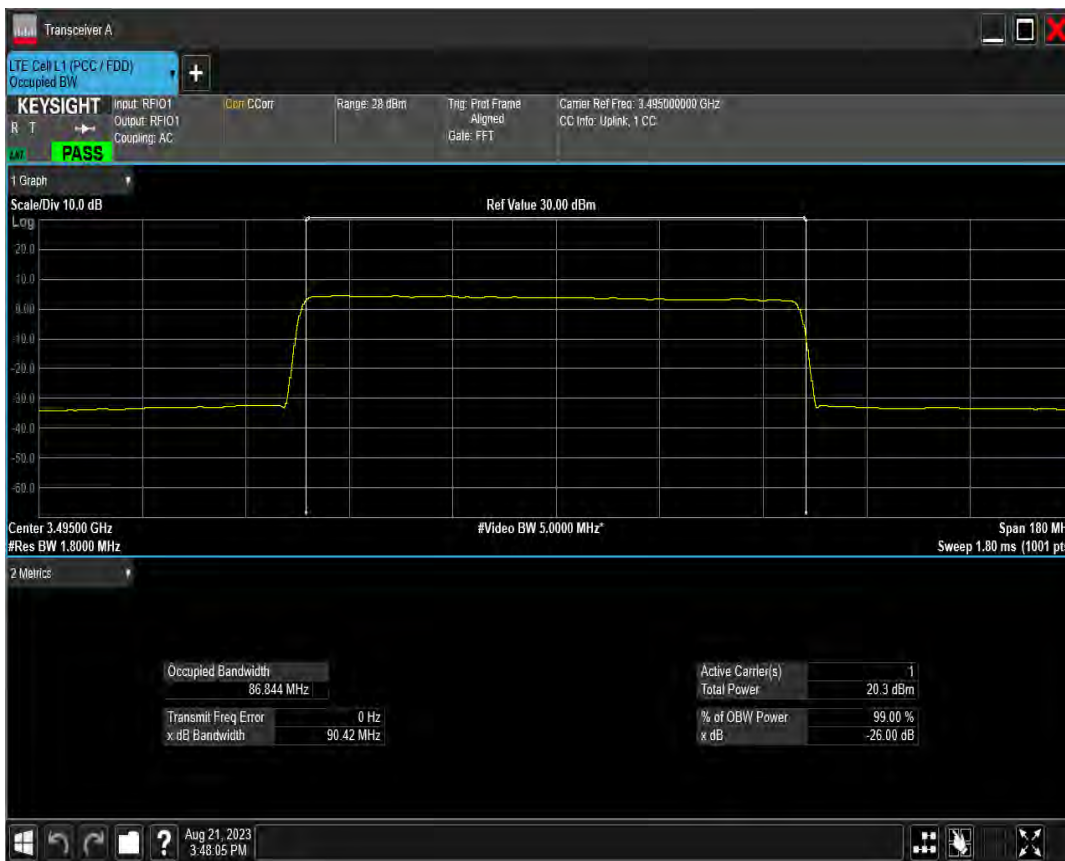 Transceiver A
LTE Cell L1 (PCC / FDD)
Occupied BW
KEYSIGHT
R T
PASS
Input: RFIO1
Output: RFIO1
Coupling: AC
Corr CCorr
Range: 28 dBm
Trig: Prot Frame
Aligned
Gate: FFT
Carrier Ref Freq: 3.495000000 GHz
CC Info: Uplink, 1 CC
1 Graph
Scale/Div 10.0 dB
Ref Value 30.00 dBm
Log
20.0
10.0
0.00
-10.0
-20.0
-30.0
-40.0
-50.0
-60.0
Center 3.49500 GHz
#Video BW 5.0000 MHz*
Span 180 MH
#Res BW 1.8000 MHz
Sweep 1.80 ms (1001 pts
2 Metrics
Occupied Bandwidth
86.844 MHz
Transmit Freq Error 0 Hz
x dB Bandwidth 90.42 MHz
Active Carrier(s) 1
Total Power 20.3 dBm
% of OBW Power 99.00 %
x dB -26.00 dB
Aug 21, 2023
3:48:05 PM